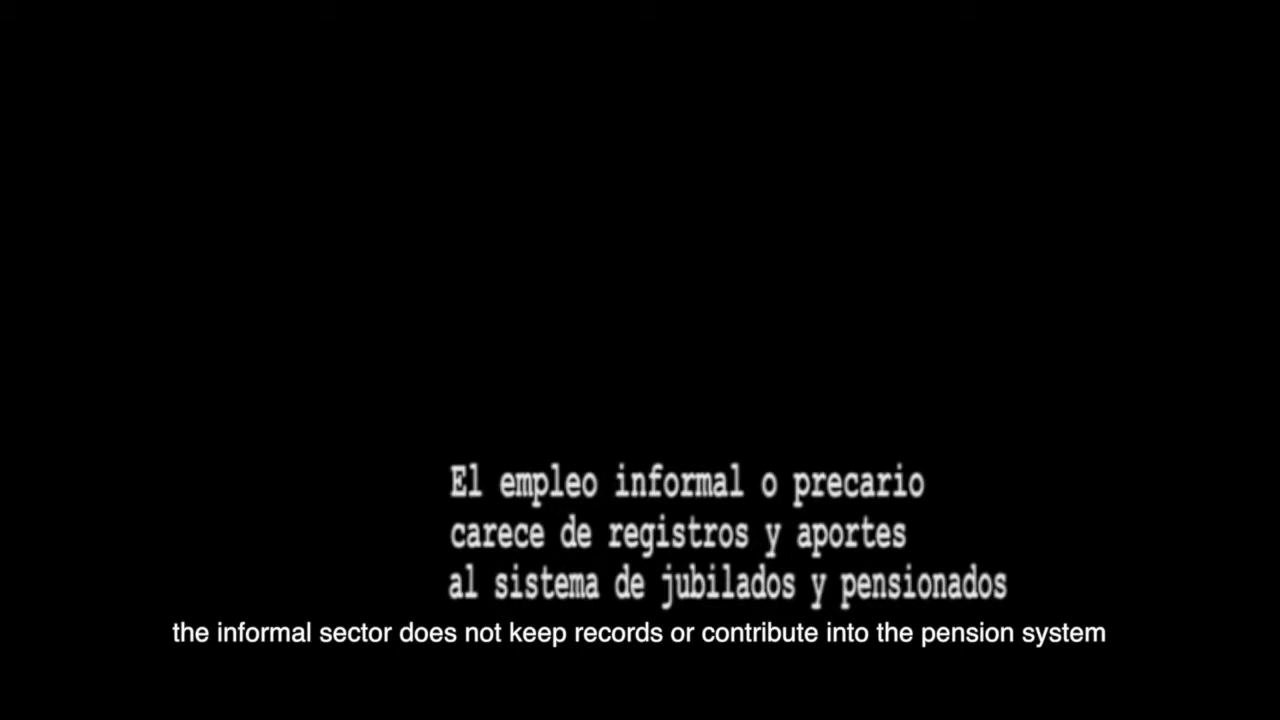 El empleo informal o precario
carece de registros y aportes
al sistema de jubilados y pensionados
the informal sector does not keep records or contribute into the pension system